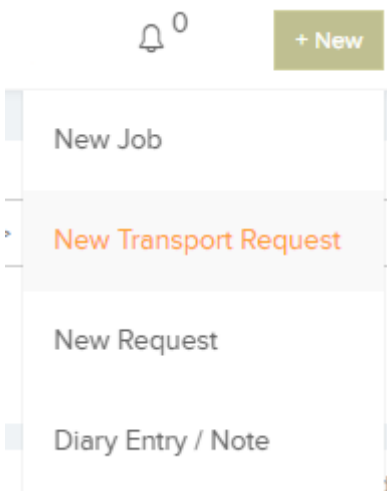 0
+ New
New Job
New Transport Request
New Request
Diary Entry / Note